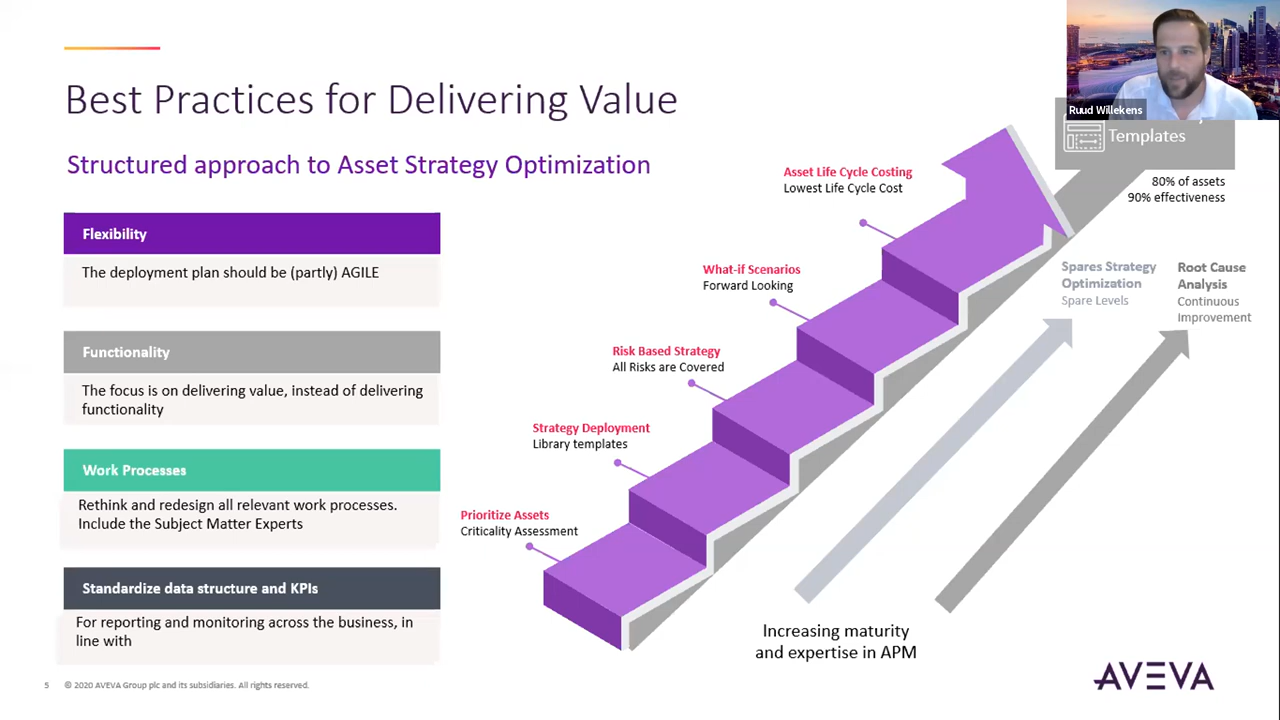 Best Practices for Delivering Value
Structured approach to Asset Strategy Optimization
Flexibility
The deployment plan should be (partly) AGILE
Functionality
The focus is on delivering value, instead of delivering
functionality
Work Processes
Rethink and redesign all relevant work processes.
Include the Subject Matter Experts
Standardize data structure and KPIs
For reporting and monitoring across the business, in
line with
Asset Life Cycle Costing
Lowest Life Cycle Cost
What-if Scenarios
Forward Looking
Risk Based Strategy
All Risks are Covered
Strategy Deployment
Library templates
Prioritize Assets
Criticality Assessment
Ruud Willekens
Templates
80% of assets
90% effectiveness
Spares Strategy
Optimization
Spare Levels
Root Cause
Analysis
Continuous
Improvement
Increasing maturity
and expertise in APM
5
© 2020 AVEVA Group plc and its subsidiaries. All rights reserved.
AVEVA